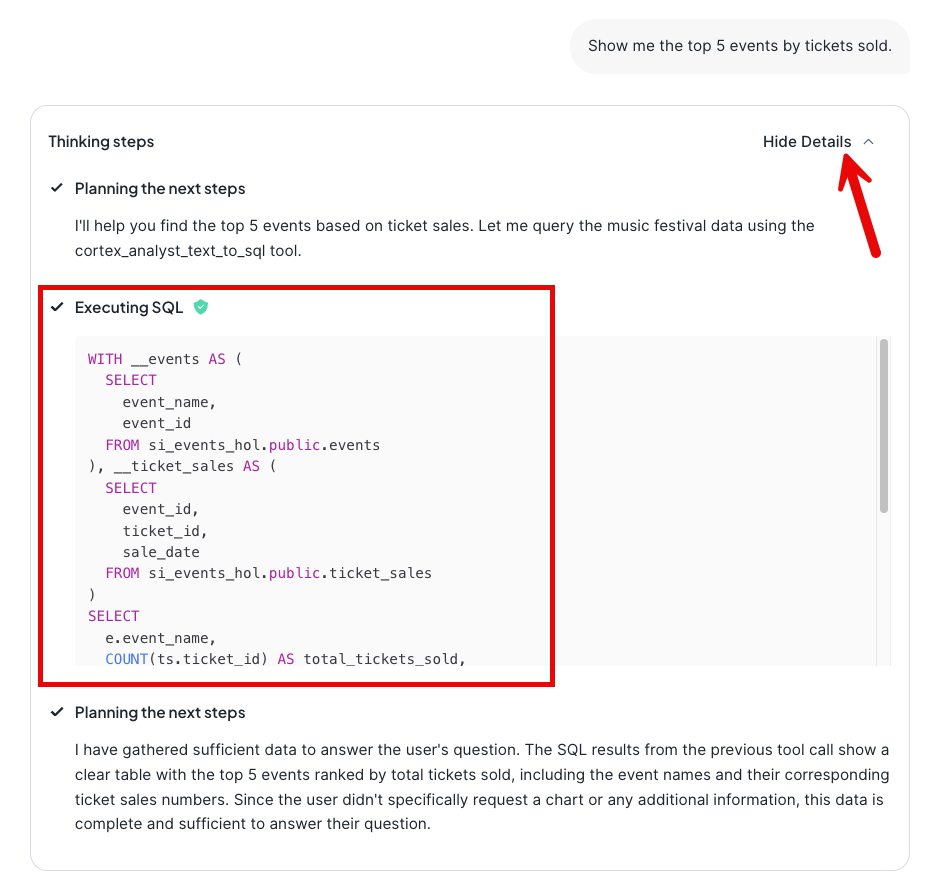 Show me the top 5 events by tickets sold.
Thinking steps
Hide Details
Planning the next steps
I'll help you find the top 5 events based on ticket sales. Let me query the music festival data using the
cortex_analyst_text_to_sql tool.
Executing SQL
WITH __events AS (
  SELECT
    event_name,
    event_id
  FROM si_events_hol.public.events
), __ticket_sales AS (
  SELECT
    event_id,
    ticket_id,
    sale_date
  FROM si_events_hol.public.ticket_sales
)
SELECT
  e.event_name,
  COUNT(ts.ticket_id) AS total_tickets_sold,
Planning the next steps
I have gathered sufficient data to answer the user's question. The SQL results from the previous tool call show a
clear table with the top 5 events ranked by total tickets sold, including the event names and their corresponding
ticket sales numbers. Since the user didn't specifically request a chart or any additional information, this data is
complete and sufficient to answer their question.